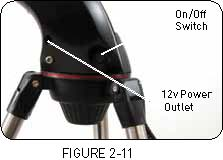 On/Off
Switch
12v Power
Outlet
FIGURE 2-11